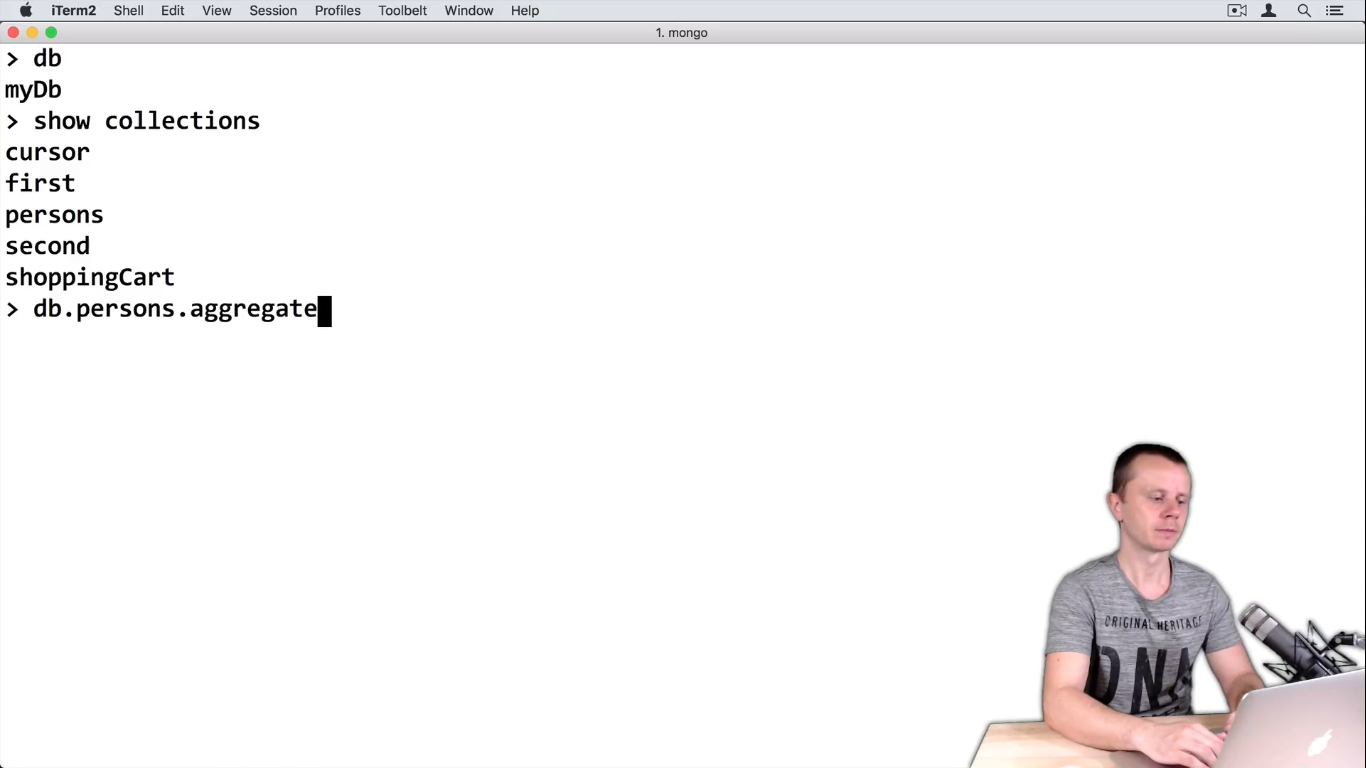 iTerm2 Shell Edit View Session Profiles Toolbelt Window Help
1. mongo
> db
myDb
> show collections
cursor
first
persons
second
shoppingCart
> db.persons.aggregate
ORIGINAL HERITAGE
DNA